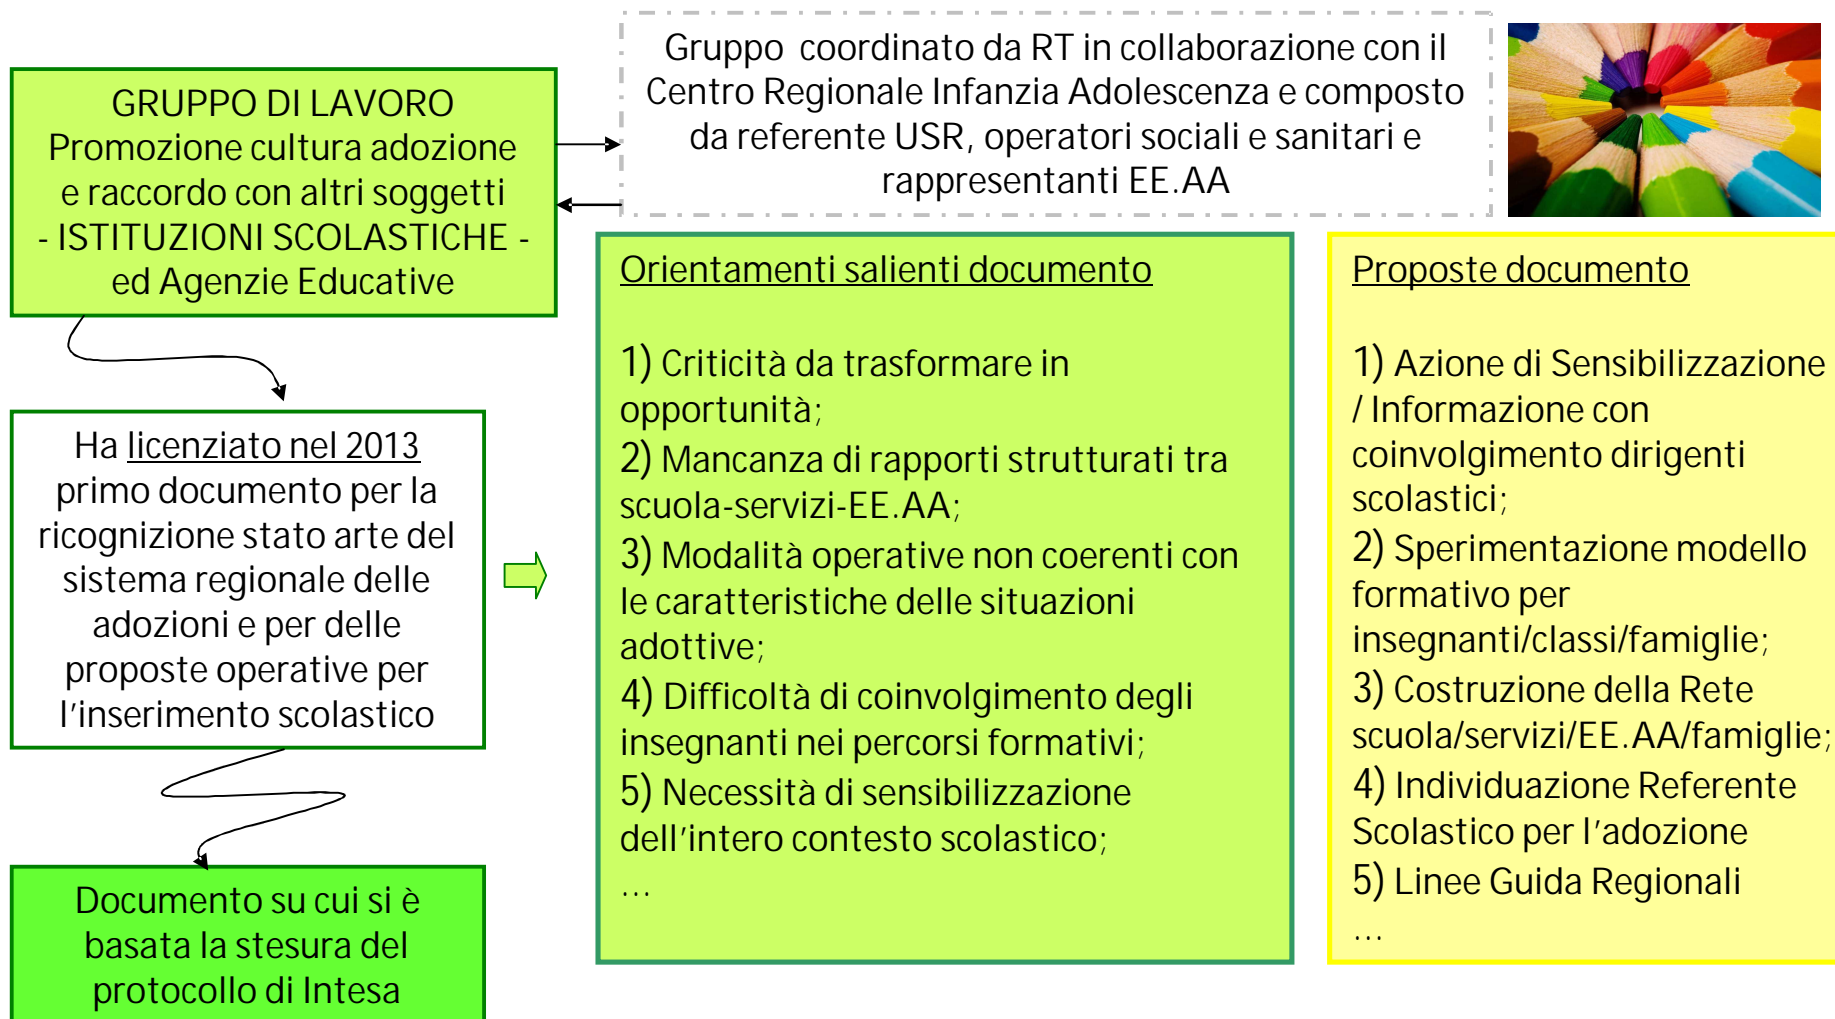 GRUPPO DI LAVORO
Promozione cultura adozione
e raccordo con altri soggetti
- ISTITUZIONI SCOLASTICHE -
ed Agenzie Educative
Gruppo coordinato da RT in collaborazione con il
Centro Regionale Infanzia Adolescenza e composto
da referente USR, operatori sociali e sanitari e
rappresentanti EE.AA
Ha licenziato nel 2013
primo documento per la
ricognizione stato arte del
sistema regionale delle
adozioni e per delle
proposte operative per
l'inserimento scolastico
Documento su cui si è
basata la stesura del
protocollo di Intesa
Orientamenti salienti documento
1) Criticità da trasformare in
opportunità;
2) Mancanza di rapporti strutturati tra
scuola-servizi-EE.AA;
3) Modalità operative non coerenti con
le caratteristiche delle situazioni
adottive;
4) Difficoltà di coinvolgimento degli
insegnanti nei percorsi formativi;
5) Necessità di sensibilizzazione
dell'intero contesto scolastico;
...
Proposte documento
1) Azione di Sensibilizzazione
/ Informazione con
coinvolgimento dirigenti
scolastici;
2) Sperimentazione modello
formativo per
insegnanti/classi/famiglie;
3) Costruzione della Rete
scuola/servizi/EE.AA/famiglie;
4) Individuazione Referente
Scolastico per l'adozione
5) Linee Guida Regionali
...